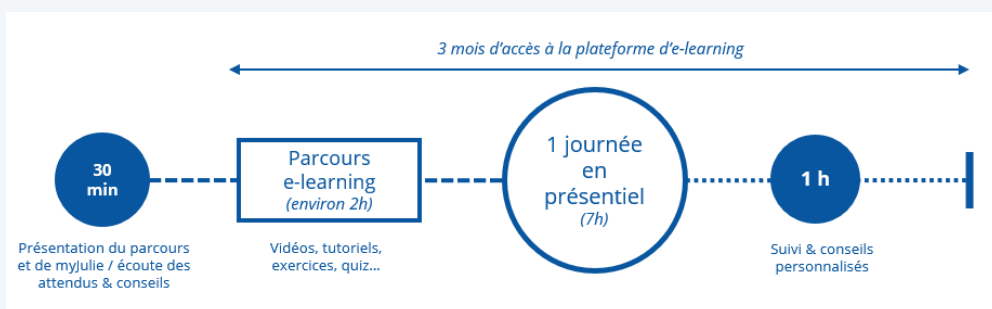 3 mois d'accès à la plateforme d'e-learning
30
min
Présentation du parcours
et de myJulie / écoute des
attendus & conseils
Parcours
e-learning
(environ 2h)
Vidéos, tutoriels,
exercices, quiz...
1 journée
en
présentiel
(7h)
1 h
Suivi & conseils
personnalisés